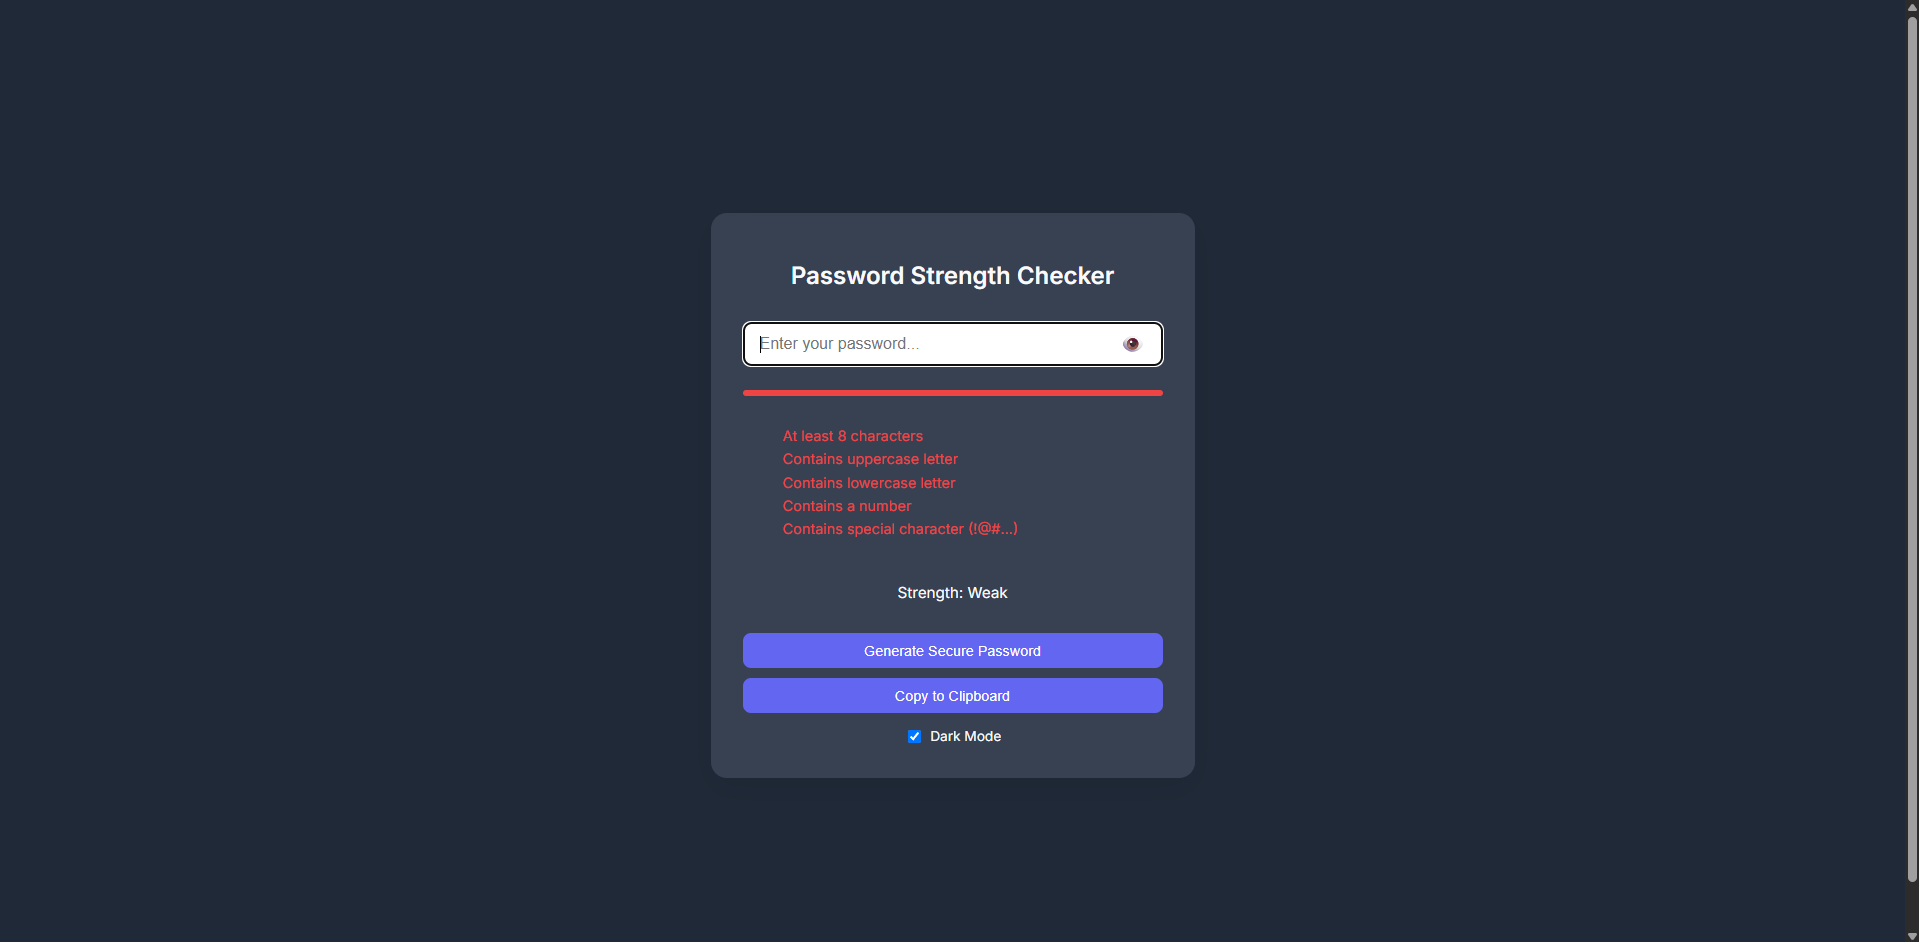 Password Strength Checker
Enter your password...
At least 8 characters
Contains uppercase letter
Contains lowercase letter
Contains a number
Contains special character (!@#...)
Strength: Weak
Generate Secure Password
Copy to Clipboard
Dark Mode